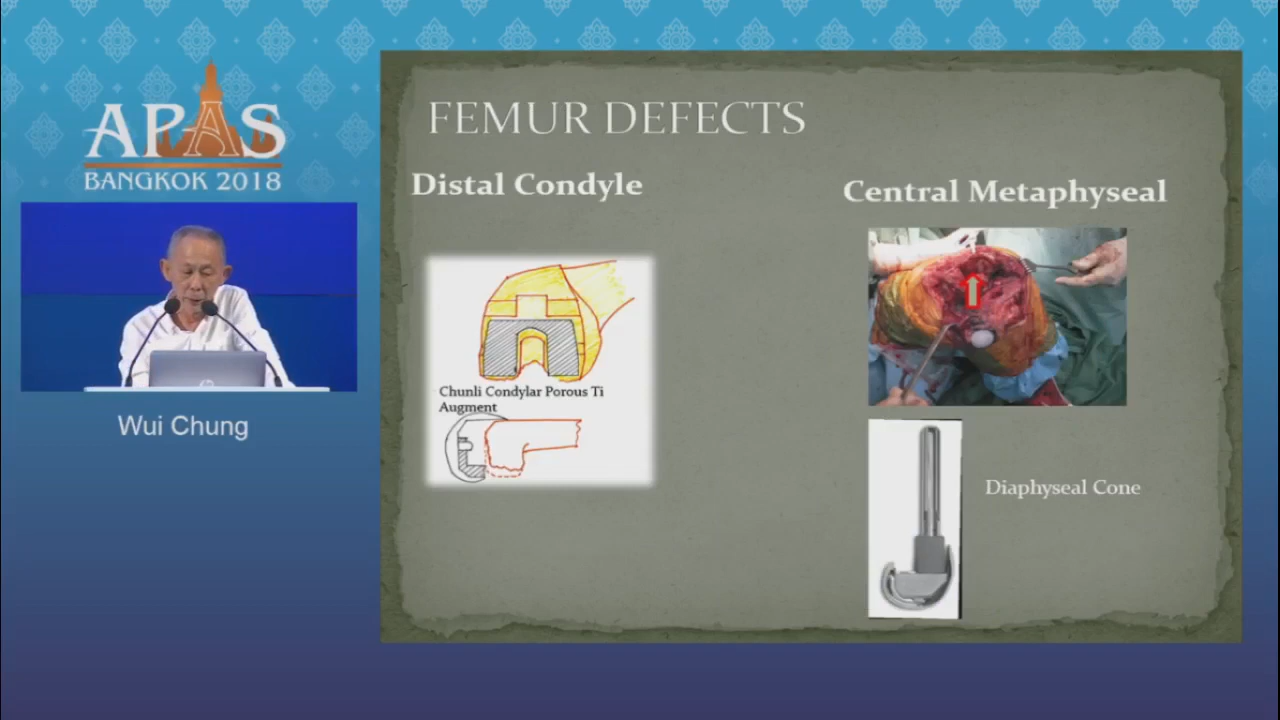 APAS
BANGKOK 2018
Wui Chung
FEMUR DEFECTS
Distal Condyle
Central Metaphyseal
Chunli Condylar Porous Ti
Augment
Diaphyseal Cone